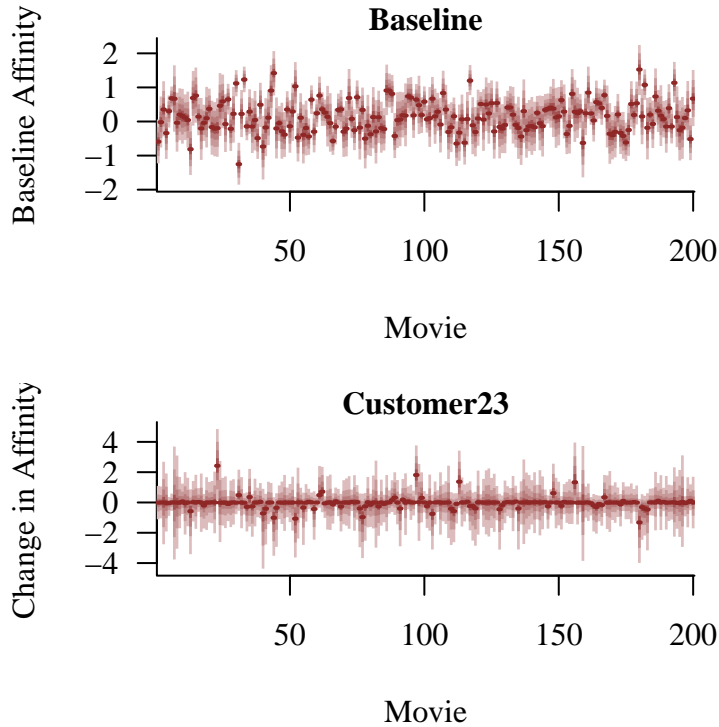 Baseline
Baseline Affinity
2
1
0
−1
−2
50 100 150 200
Movie
Customer23
Change in Affinity
4
2
0
−2
−4
50 100 150 200
Movie